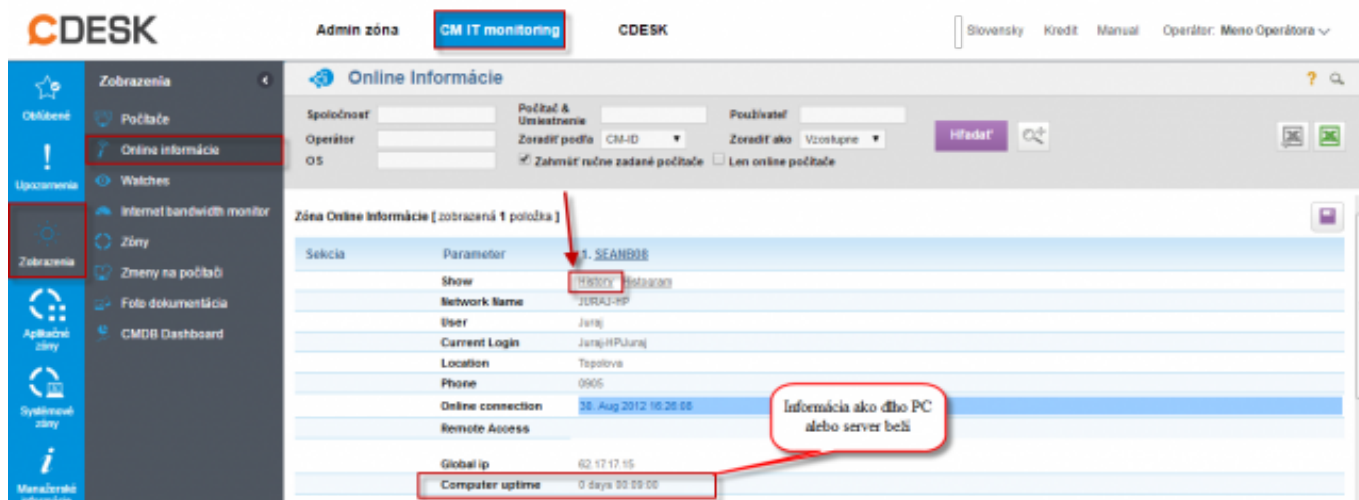 CDESK
Admin zóna
CM IT monitoring
CDESK
Slovensky
Kredit
Manual
Operátor: Meno Operátora
Obľúbené
Upozornenia
Zobrazenia
Aplikačné
zóny
Systémové
zóny
Manažerské
Zobrazenia
Počítače
Online informácie
Watches
Internet bandwidth monitor
Zóny
Zmeny na počítači
Foto dokumentácia
CMDB Dashboard
Online Informácie
Spoločnosť
Počítač &
Umiestnenie
Používateľ
Operátor
Zoradiť podľa CM-ID
Zoradiť ako Vzostupne
Hľadať
OS
Zahrnúť ručne zadané počítače
Len online počítače
Zóna Online Informácie [ zobrazená 1 položka ]
Sekcia Parameter 1. SEANB08
Show History Histogram
Network Name JURAJ-HP
User Juraj
Current Login Juraj-HP\Juraj
Location Topolova
Phone 0905
Online connection 30. Aug 2012 16:26:08
Remote Access
Global ip 62.17.17.15
Computer uptime 0 days 00:09:00
Informácia ako dlho PC
alebo server beží